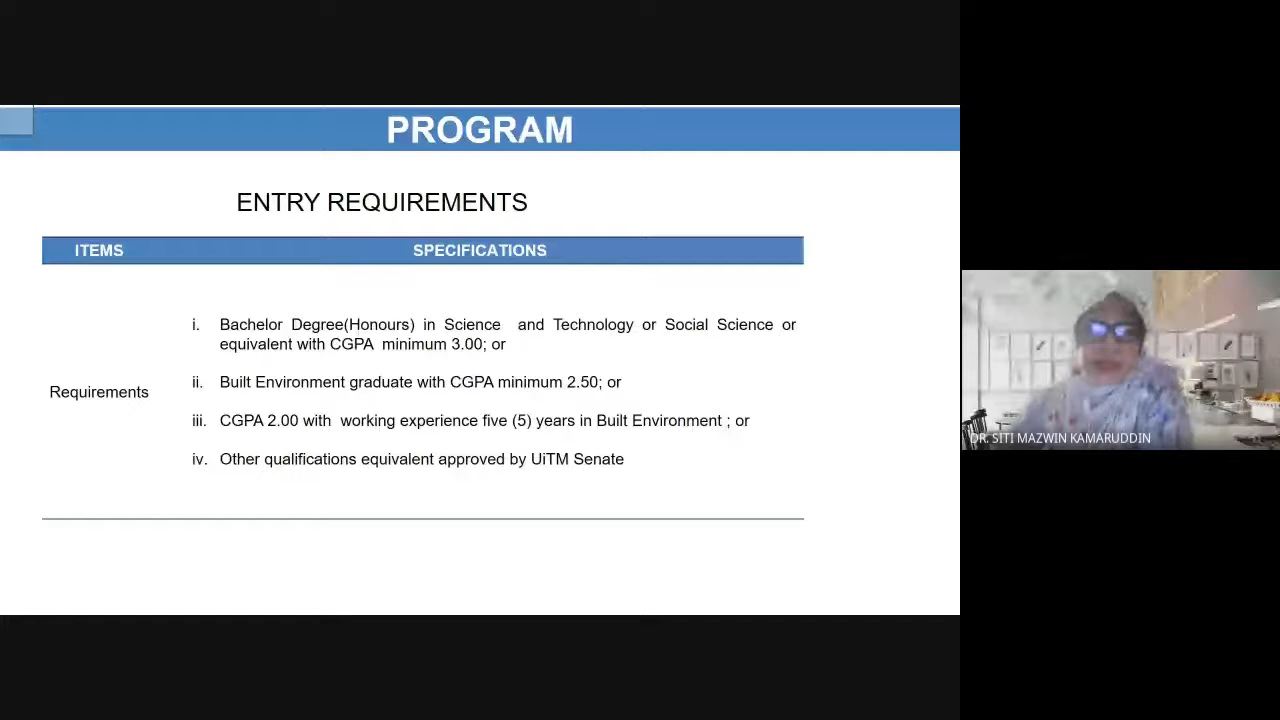 PROGRAM
ENTRY REQUIREMENTS
ITEMS SPECIFICATIONS
Requirements
i. Bachelor Degree(Honours) in Science and Technology or Social Science or
equivalent with CGPA minimum 3.00; or
ii. Built Environment graduate with CGPA minimum 2.50; or
iii. CGPA 2.00 with working experience five (5) years in Built Environment ; or
iv. Other qualifications equivalent approved by UiTM Senate
DR. SITI MAZWIN KAMARUDDIN